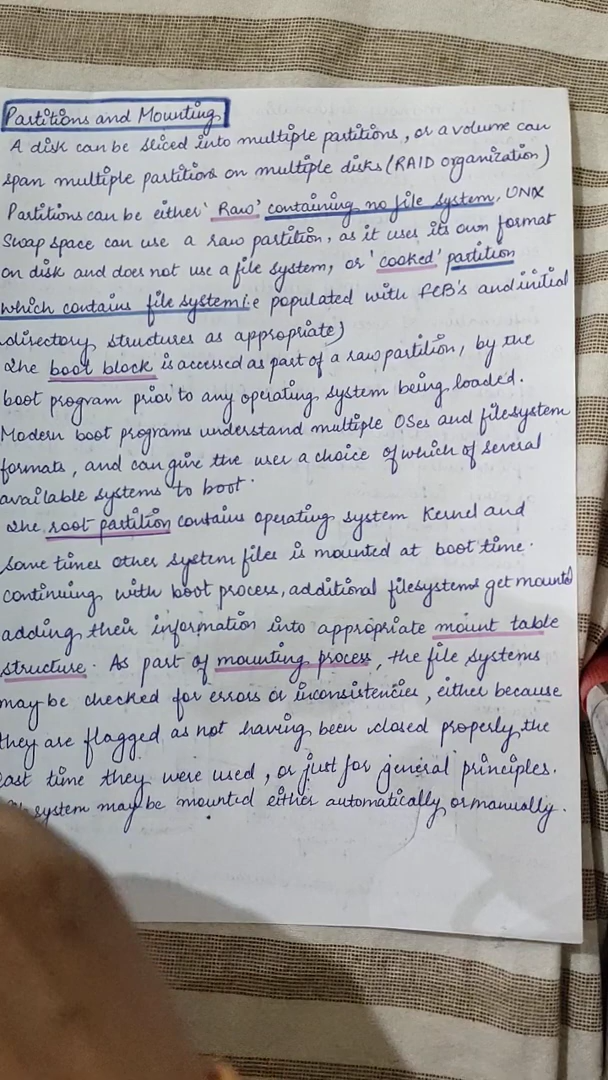 Partitions and Mounting
A disk can be sliced into multiple partitions, or a volume can
span multiple partitions on multiple disks (RAID organization)
Partitions can be either 'Raw' containing no file system, UNIX
Swap space can use a raw partition, as it uses its own format
on disk and does not use a file system, or 'cooked' partition
which contains file system i.e populated with FCB's and initial
directory structures as appropriate)
The boot block is accessed as part of a raw partition, by the
boot program prior to any operating system being loaded.
Modern boot programs understand multiple OSes and filesystem
formats, and can give the user a choice of which of several
available systems to boot.
The root partition contains operating system Kernel and
some times other system files is mounted at boot time.
continuing with boot process, additional filesystems get mounted
adding their information into appropriate mount table
structure. As part of mounting process, the file systems
may be checked for errors or inconsistencies, either because
they are flagged as not having been closed properly the
last time they were used, or just for general principles.
system may be mounted either automatically or manually.